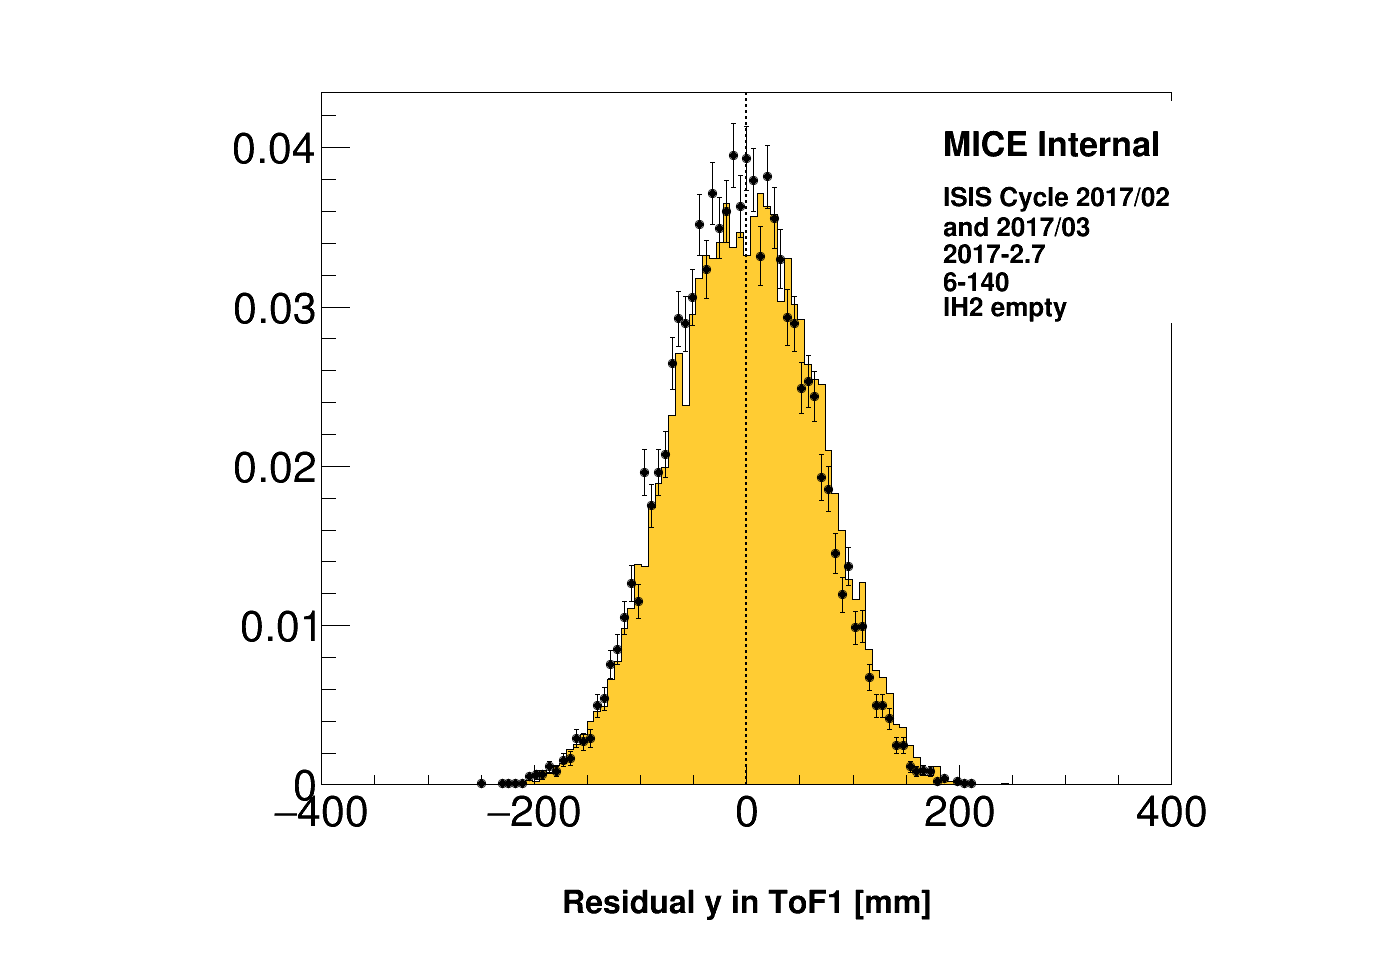 MICE Internal
ISIS Cycle 2017/02
and 2017/03
2017-2.7
6-140
IH2 empty
0.04
0.03
0.02
0.01
0
−400 −200 0 200 400
Residual y in ToF1 [mm]